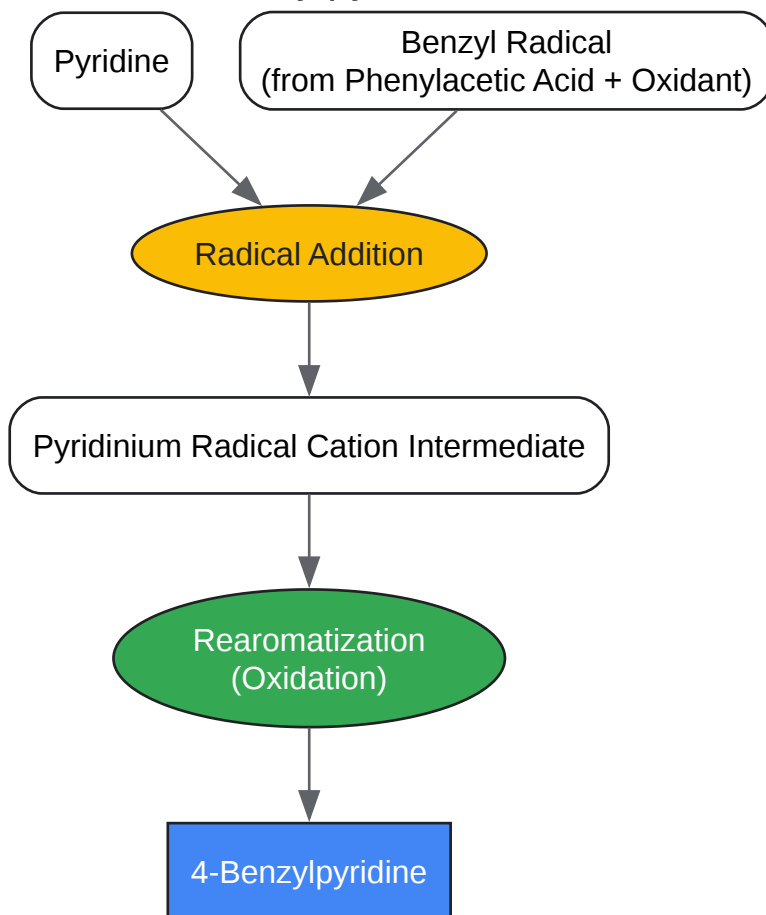 Pyridine
Benzyl Radical
(from Phenylacetic Acid + Oxidant)
Radical Addition
Pyridinium Radical Cation Intermediate
Rearomatization
(Oxidation)
4-Benzylpyridine